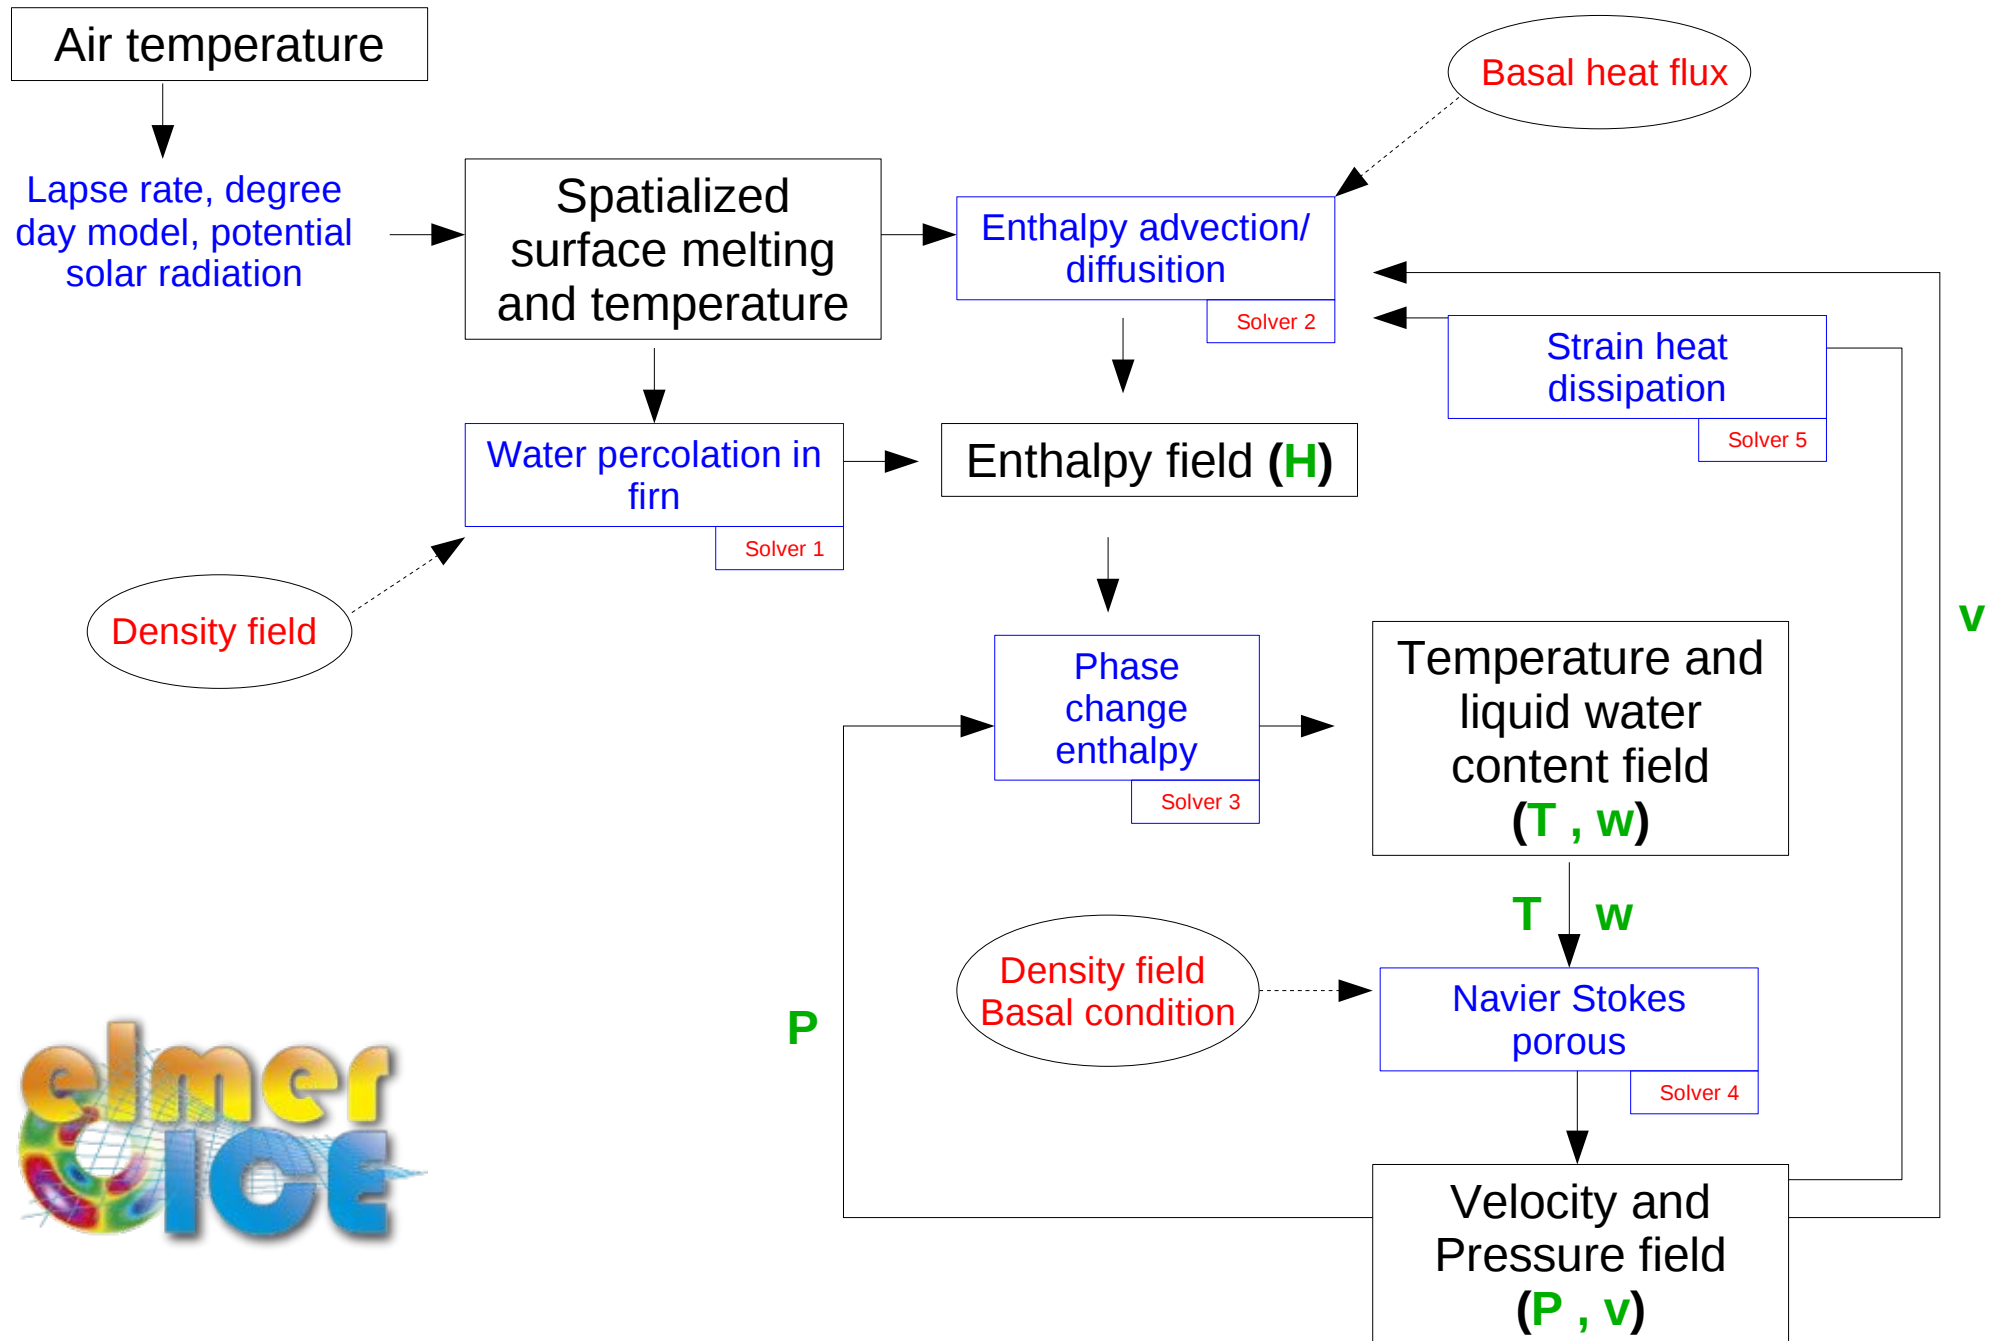 Air temperature
Basal heat flux
Lapse rate, degree
day model, potential
solar radiation
Spatialized
surface melting
and temperature
Enthalpy advection/
diffusition
Solver 2
Strain heat
dissipation
Solver 5
Water percolation in
firn
Solver 1
Enthalpy field (H)
Density field
Phase
change
enthalpy
Solver 3
Temperature and
liquid water
content field
(T , w)
v
T w
Density field
Basal condition
Navier Stokes
porous
Solver 4
P
Velocity and
Pressure field
(P , v)
elmer
ICE